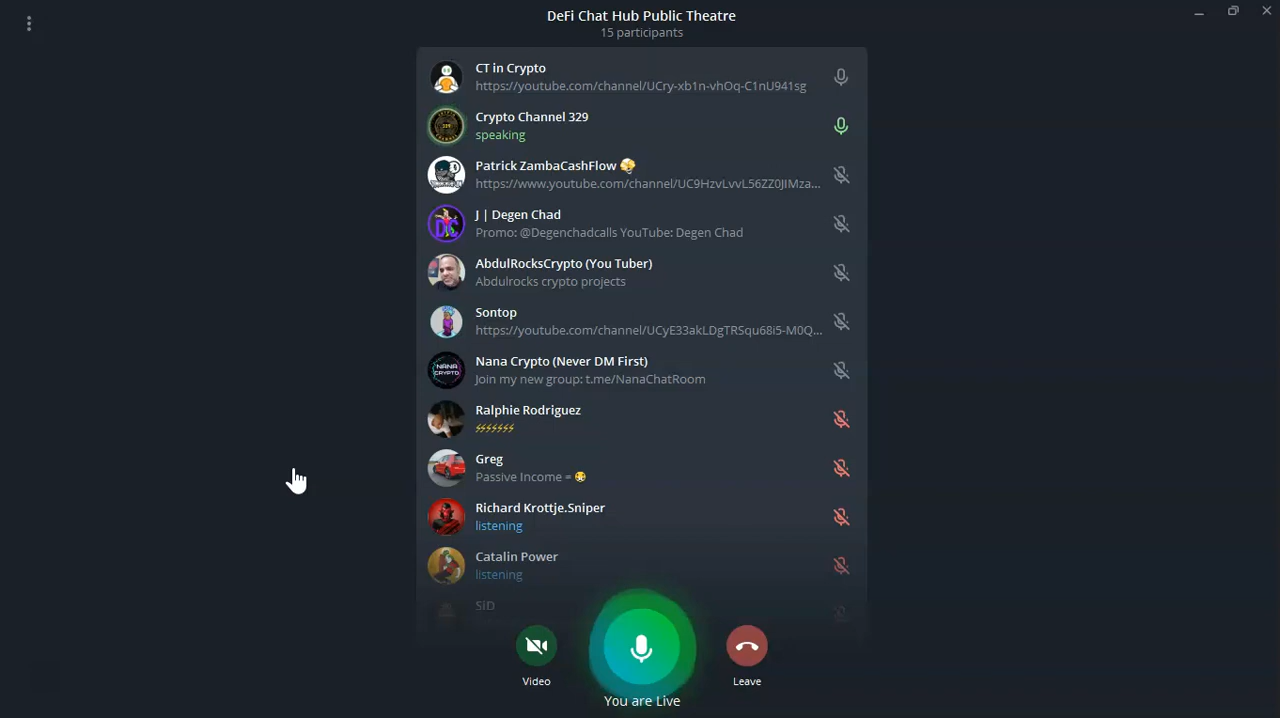 DeFi Chat Hub Public Theatre
15 participants
CT in Crypto
https://youtube.com/channel/UCry-xb1n-vhOq-C1nU941sg
Crypto Channel 329
speaking
Patrick ZambaCashFlow
https://www.youtube.com/channel/UC9HzvLvvL56ZZ0JIMza...
J | Degen Chad
Promo: @Degenchadcalls YouTube: Degen Chad
AbdulRocksCrypto (You Tuber)
Abdulrocks crypto projects
Sontop
https://youtube.com/channel/UCyE33akLDgTRSqu68i5-M0Q...
Nana Crypto (Never DM First)
Join my new group: t.me/NanaChatRoom
Ralphie Rodriguez
⚡⚡⚡⚡⚡⚡⚡
Greg
Passive Income = 🤑
Richard Krottje.Sniper
listening
Catalin Power
listening
SiD
Video
Leave
You are Live